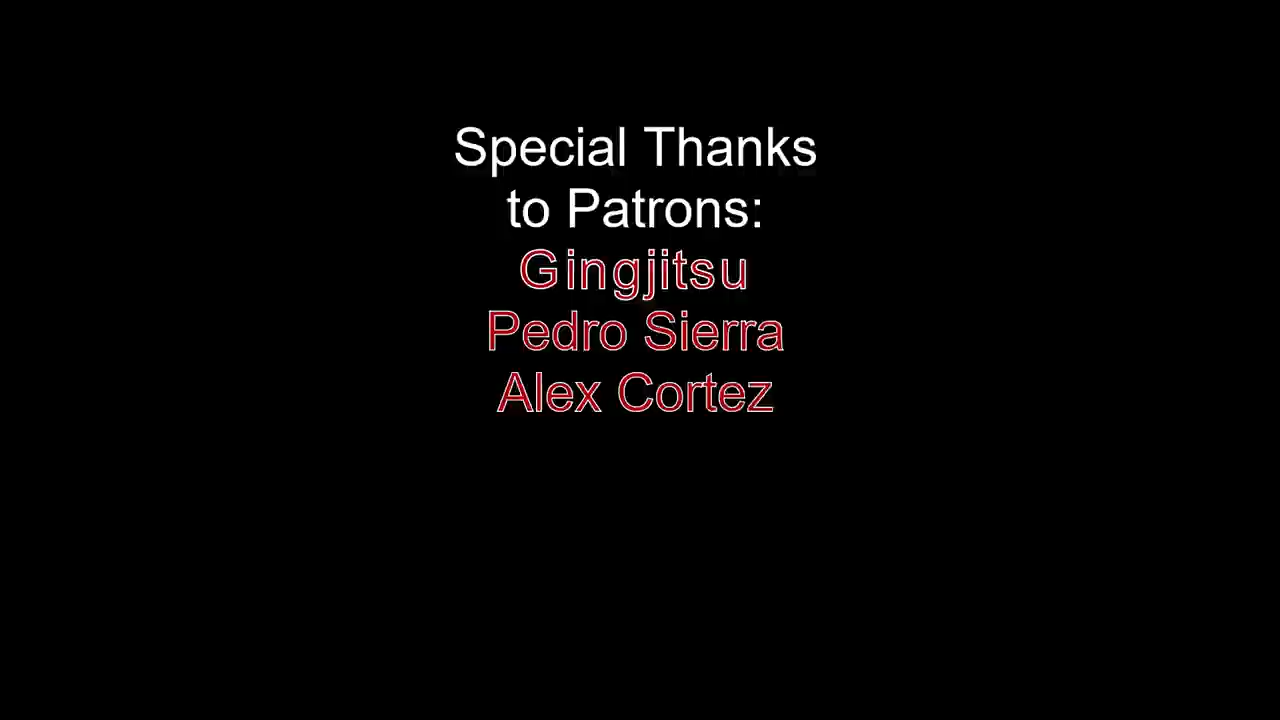 Special Thanks
to Patrons:
Gingjitsu
Pedro Sierra
Alex Cortez